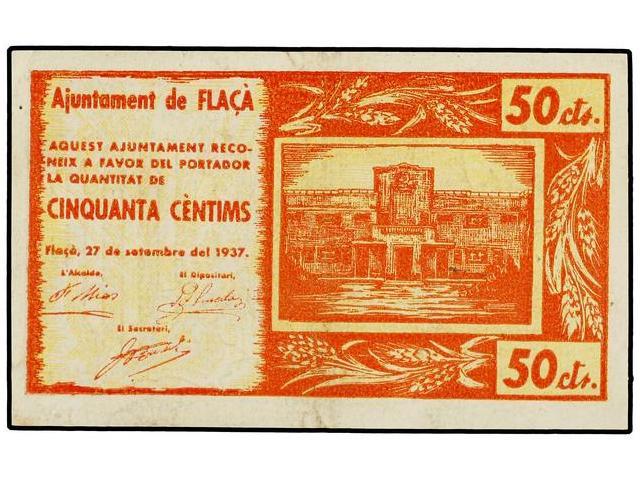 Ajuntament de FLAÇÀ
AQUEST AJUNTAMENT RECO-
NEIX A FAVOR DEL PORTADOR
LA QUANTITAT DE
CINQUANTA CÈNTIMS
Flaçà, 27 de setembre del 1937.
L'Alcalde,
El Dipositari,
El Secretari,
50 cts.
50 cts.